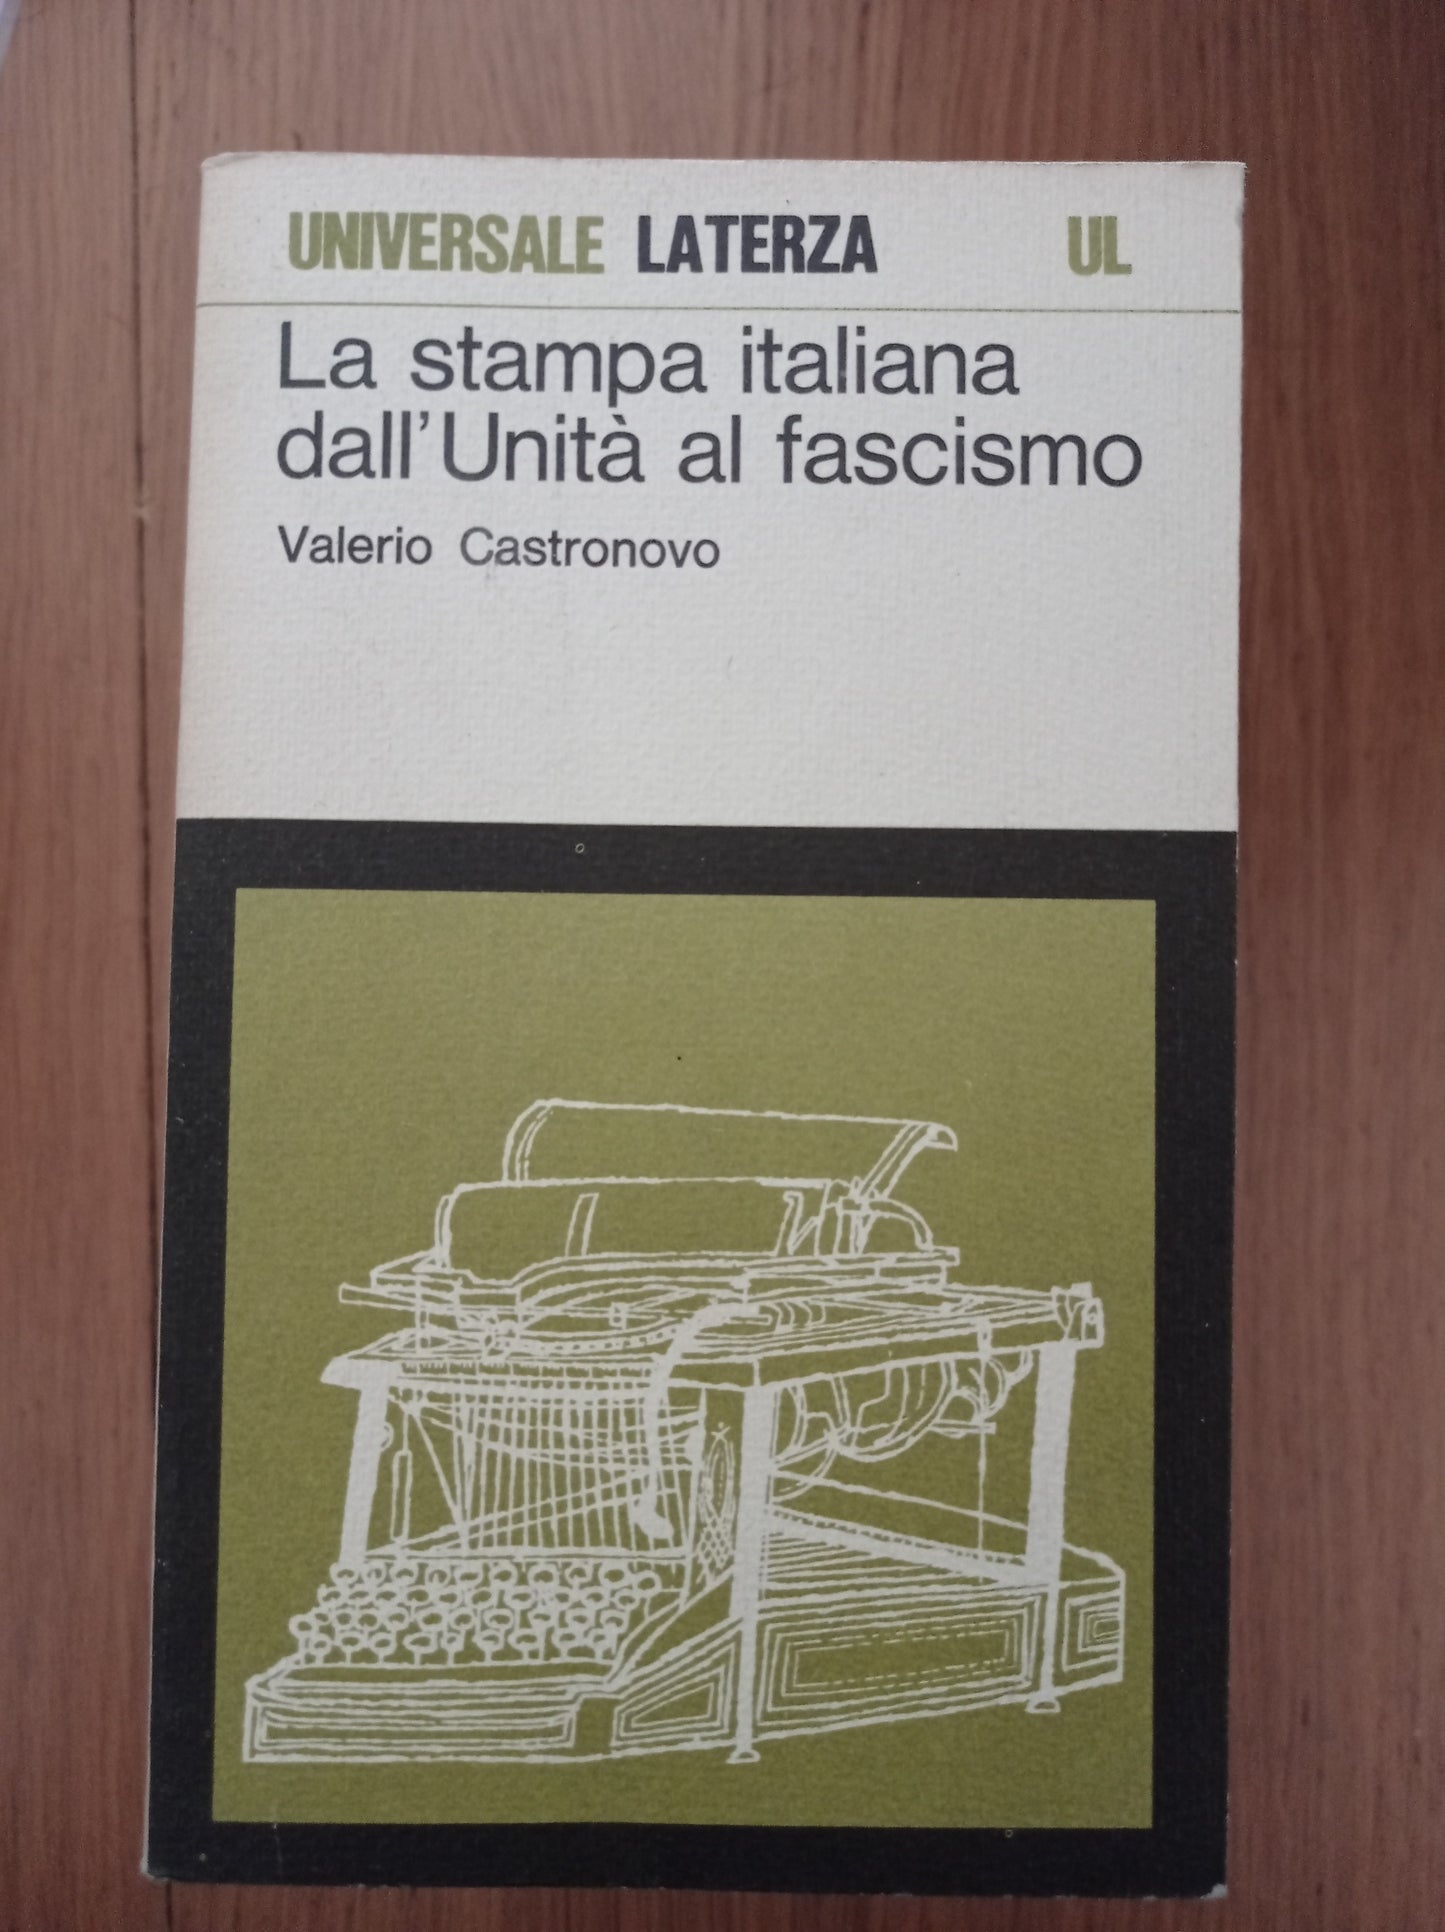 UNIVERSALE LATERZA UL
La stampa italiana
dall'Unità al fascismo
Valerio Castronovo